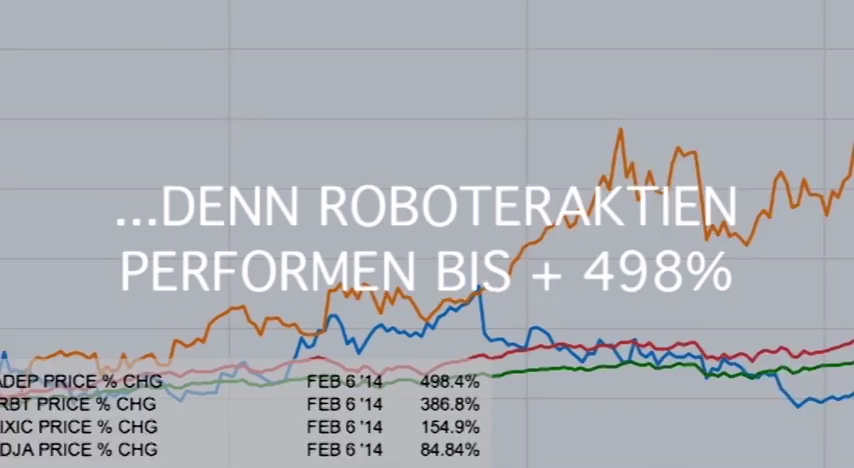 ...DENN ROBOTERAKTIEN
PERFORMEN BIS + 498%
ADEP PRICE % CHG FEB 6 '14 498.4%
RBT PRICE % CHG FEB 6 '14 386.8%
IXIC PRICE % CHG FEB 6 '14 154.9%
DJA PRICE % CHG FEB 6 '14 84.84%